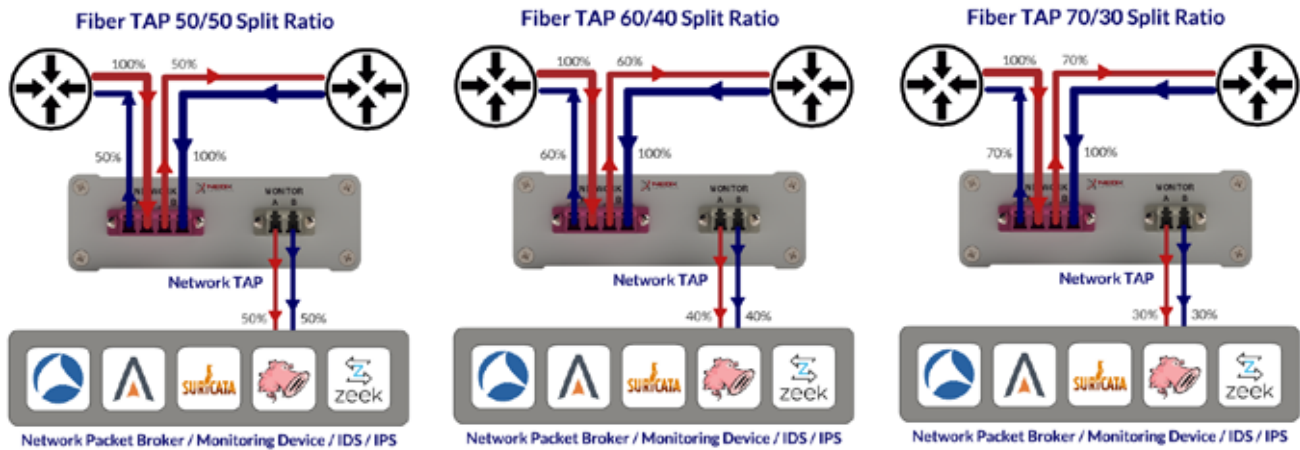 Fiber TAP 50/50 Split Ratio
100%
50%
50%
100%
NEOX
MONITOR
A B
Network TAP
50%
50%
SURICATA
zeek
Network Packet Broker / Monitoring Device / IDS / IPS
Fiber TAP 60/40 Split Ratio
100%
60%
60%
100%
NEOX
MONITOR
A B
Network TAP
40%
40%
SURICATA
zeek
Network Packet Broker / Monitoring Device / IDS / IPS
Fiber TAP 70/30 Split Ratio
100%
70%
70%
100%
NEOX
MONITOR
A B
Network TAP
30%
30%
SURICATA
zeek
Network Packet Broker / Monitoring Device / IDS / IPS